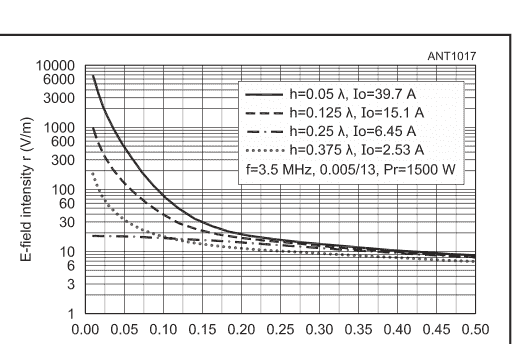 ANT1017
10000
6000
3000
1000
600
300
100
60
30
10
6
3
1
E-field intensity r (V/m)
h=0.05 λ, Io=39.7 A
h=0.125 λ, Io=15.1 A
h=0.25 λ, Io=6.45 A
h=0.375 λ, Io=2.53 A
f=3.5 MHz, 0.005/13, Pr=1500 W
0.00 0.05 0.10 0.15 0.20 0.25 0.30 0.35 0.40 0.45 0.50